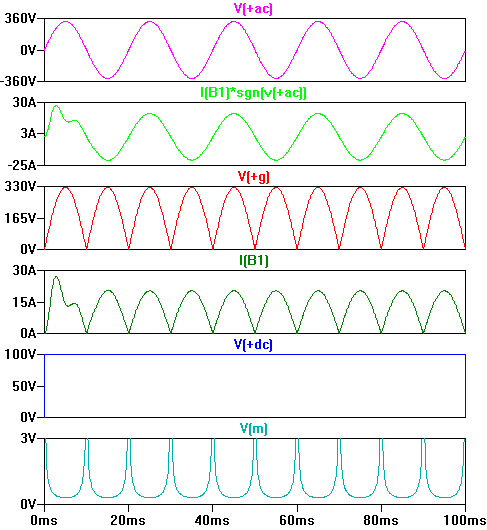 V(+ac)
360V
0V
-360V
I(B1)*sgn(v(+ac))
30A
3A
-25A
V(+g)
330V
165V
0V
I(B1)
30A
15A
0A
V(+dc)
100V
50V
0V
V(m)
3V
0V
0ms 20ms 40ms 60ms 80ms 100ms